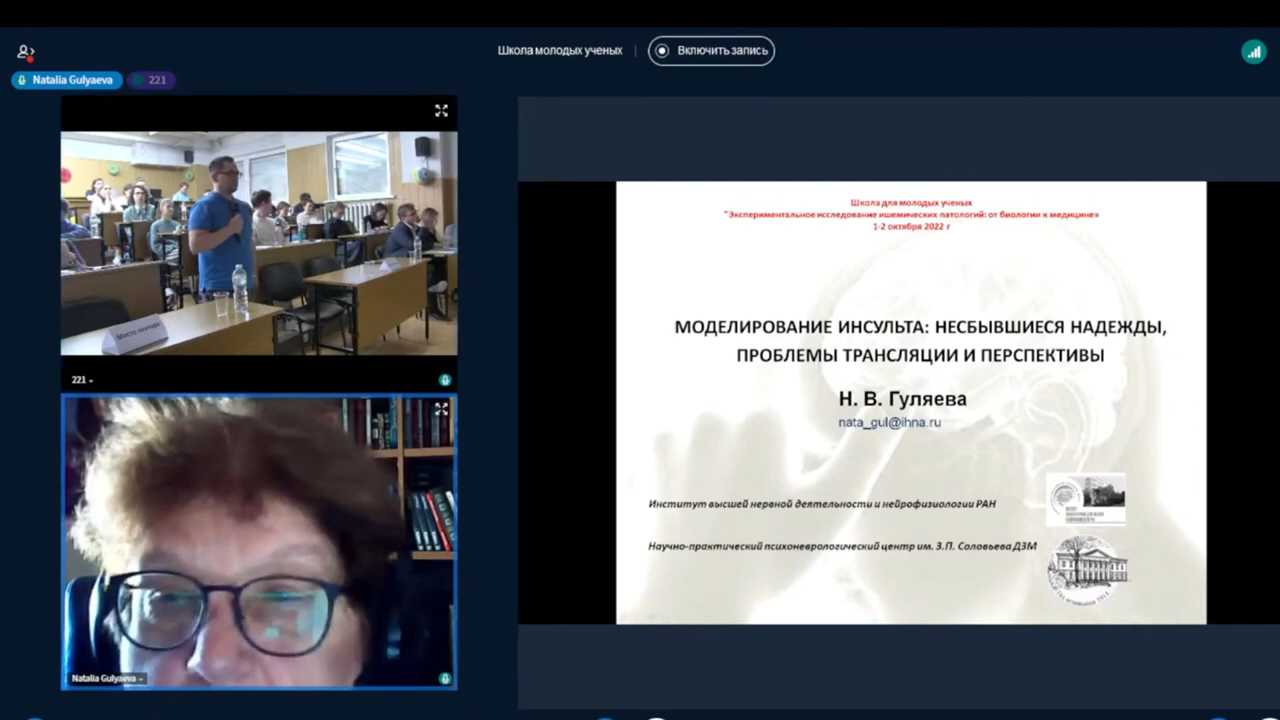 Школа молодых ученых
Включить запись
Natalia Gulyaeva
221
Место лектора
221
Natalia Gulyaeva
Школа для молодых ученых
"Экспериментальное исследование ишемических патологий: от биологии к медицине»
1-2 октября 2022 г
МОДЕЛИРОВАНИЕ ИНСУЛЬТА: НЕСБЫВШИЕСЯ НАДЕЖДЫ,
ПРОБЛЕМЫ ТРАНСЛЯЦИИ И ПЕРСПЕКТИВЫ
Н. В. Гуляева
nata_gul@ihna.ru
Институт высшей нервной деятельности и нейрофизиологии РАН
Научно-практический психоневрологический центр им. З.П. Соловьева ДЗМ